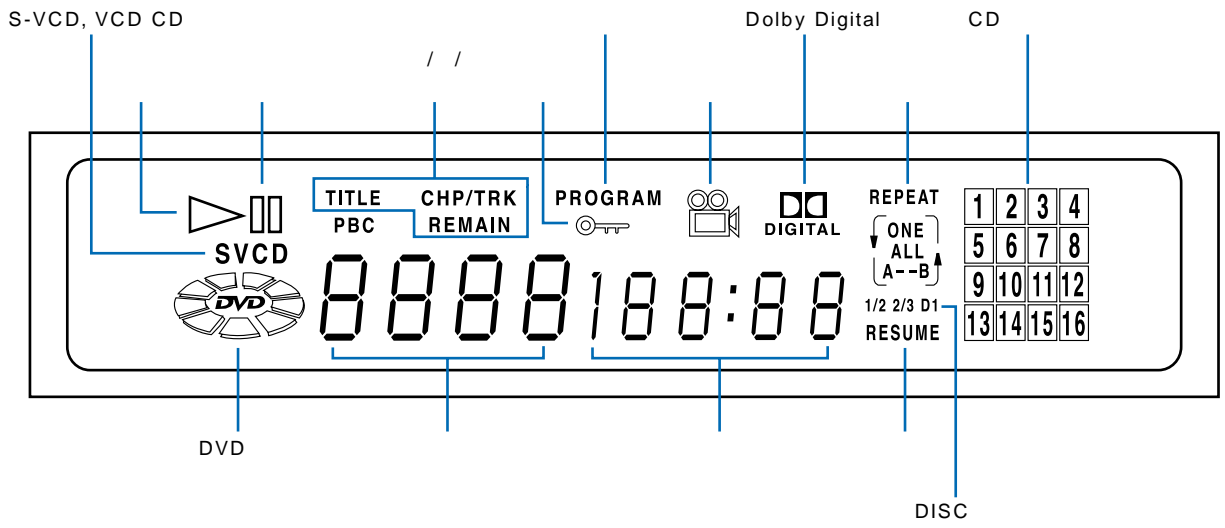 S-VCD, VCD CD
Dolby Digital
CD
/ /
TITLE CHP/TRK
PBC REMAIN
PROGRAM
DIGITAL
SVCD
DVD
8888188:88
REPEAT
ONE
ALL
A--B
1/2 2/3 D1
RESUME
1 2 3 4
5 6 7 8
9 10 11 12
13 14 15 16
DVD
DISC